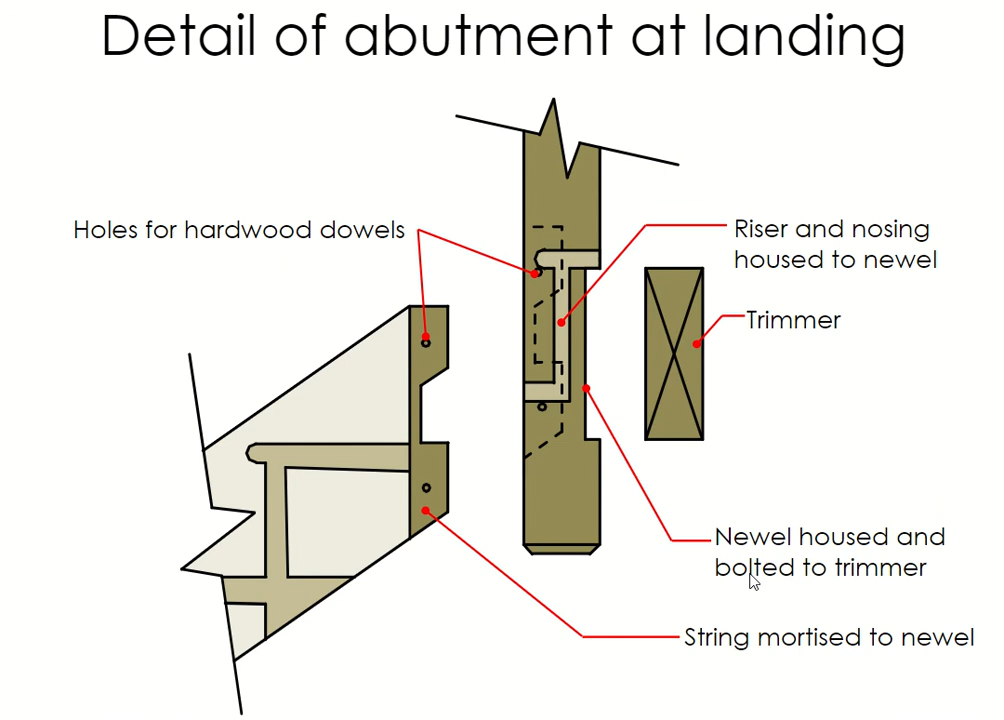 Detail of abutment at landing
Holes for hardwood dowels
Riser and nosing
housed to newel
Trimmer
Newel housed and
bolted to trimmer
String mortised to newel